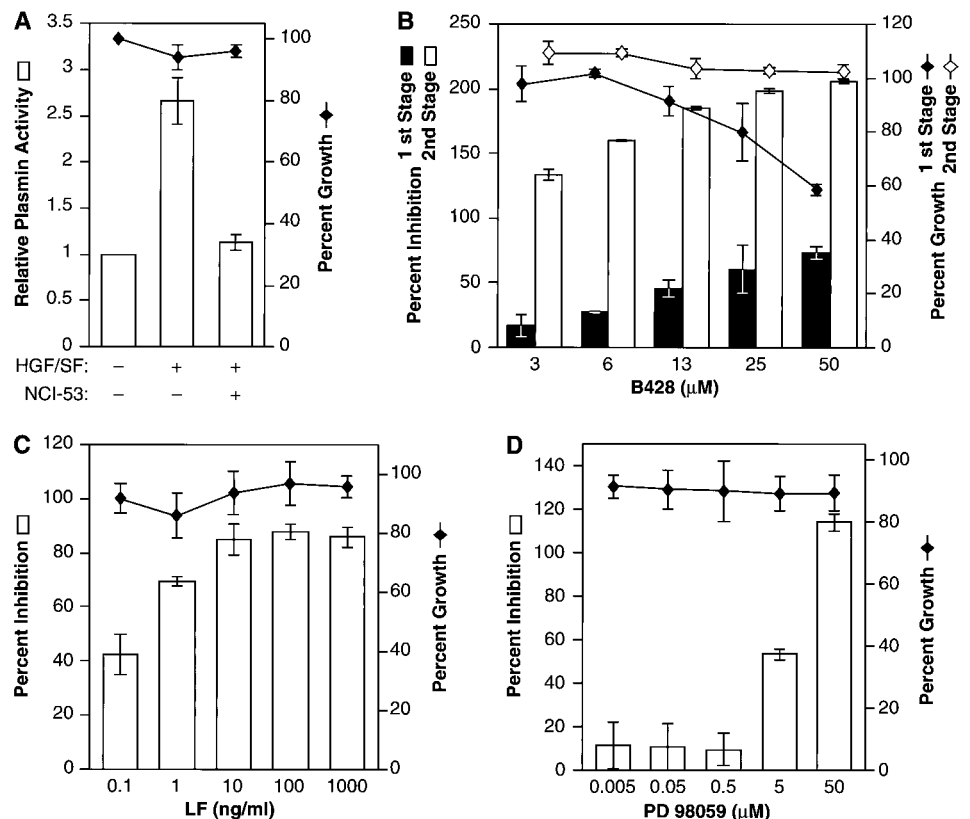 A
3.5
3
2.5
2
1.5
1
0.5
0
Relative Plasmin Activity
100
80
60
40
20
0
Percent Growth
HGF/SF: – + +
NCI-53: – – +
B
250
200
150
100
50
0
Percent Inhibition
1 st Stage
2nd Stage
120
100
80
60
40
20
0
Percent Growth
1 st Stage
2nd Stage
3 6 13 25 50
B428 (μM)
C
120
100
80
60
40
20
0
Percent Inhibition
100
80
60
40
20
0
Percent Growth
0.1 1 10 100 1000
LF (ng/ml)
D
140
120
100
80
60
40
20
0
Percent Inhibition
100
80
60
40
20
0
Percent Growth
0.005 0.05 0.5 5 50
PD 98059 (μM)